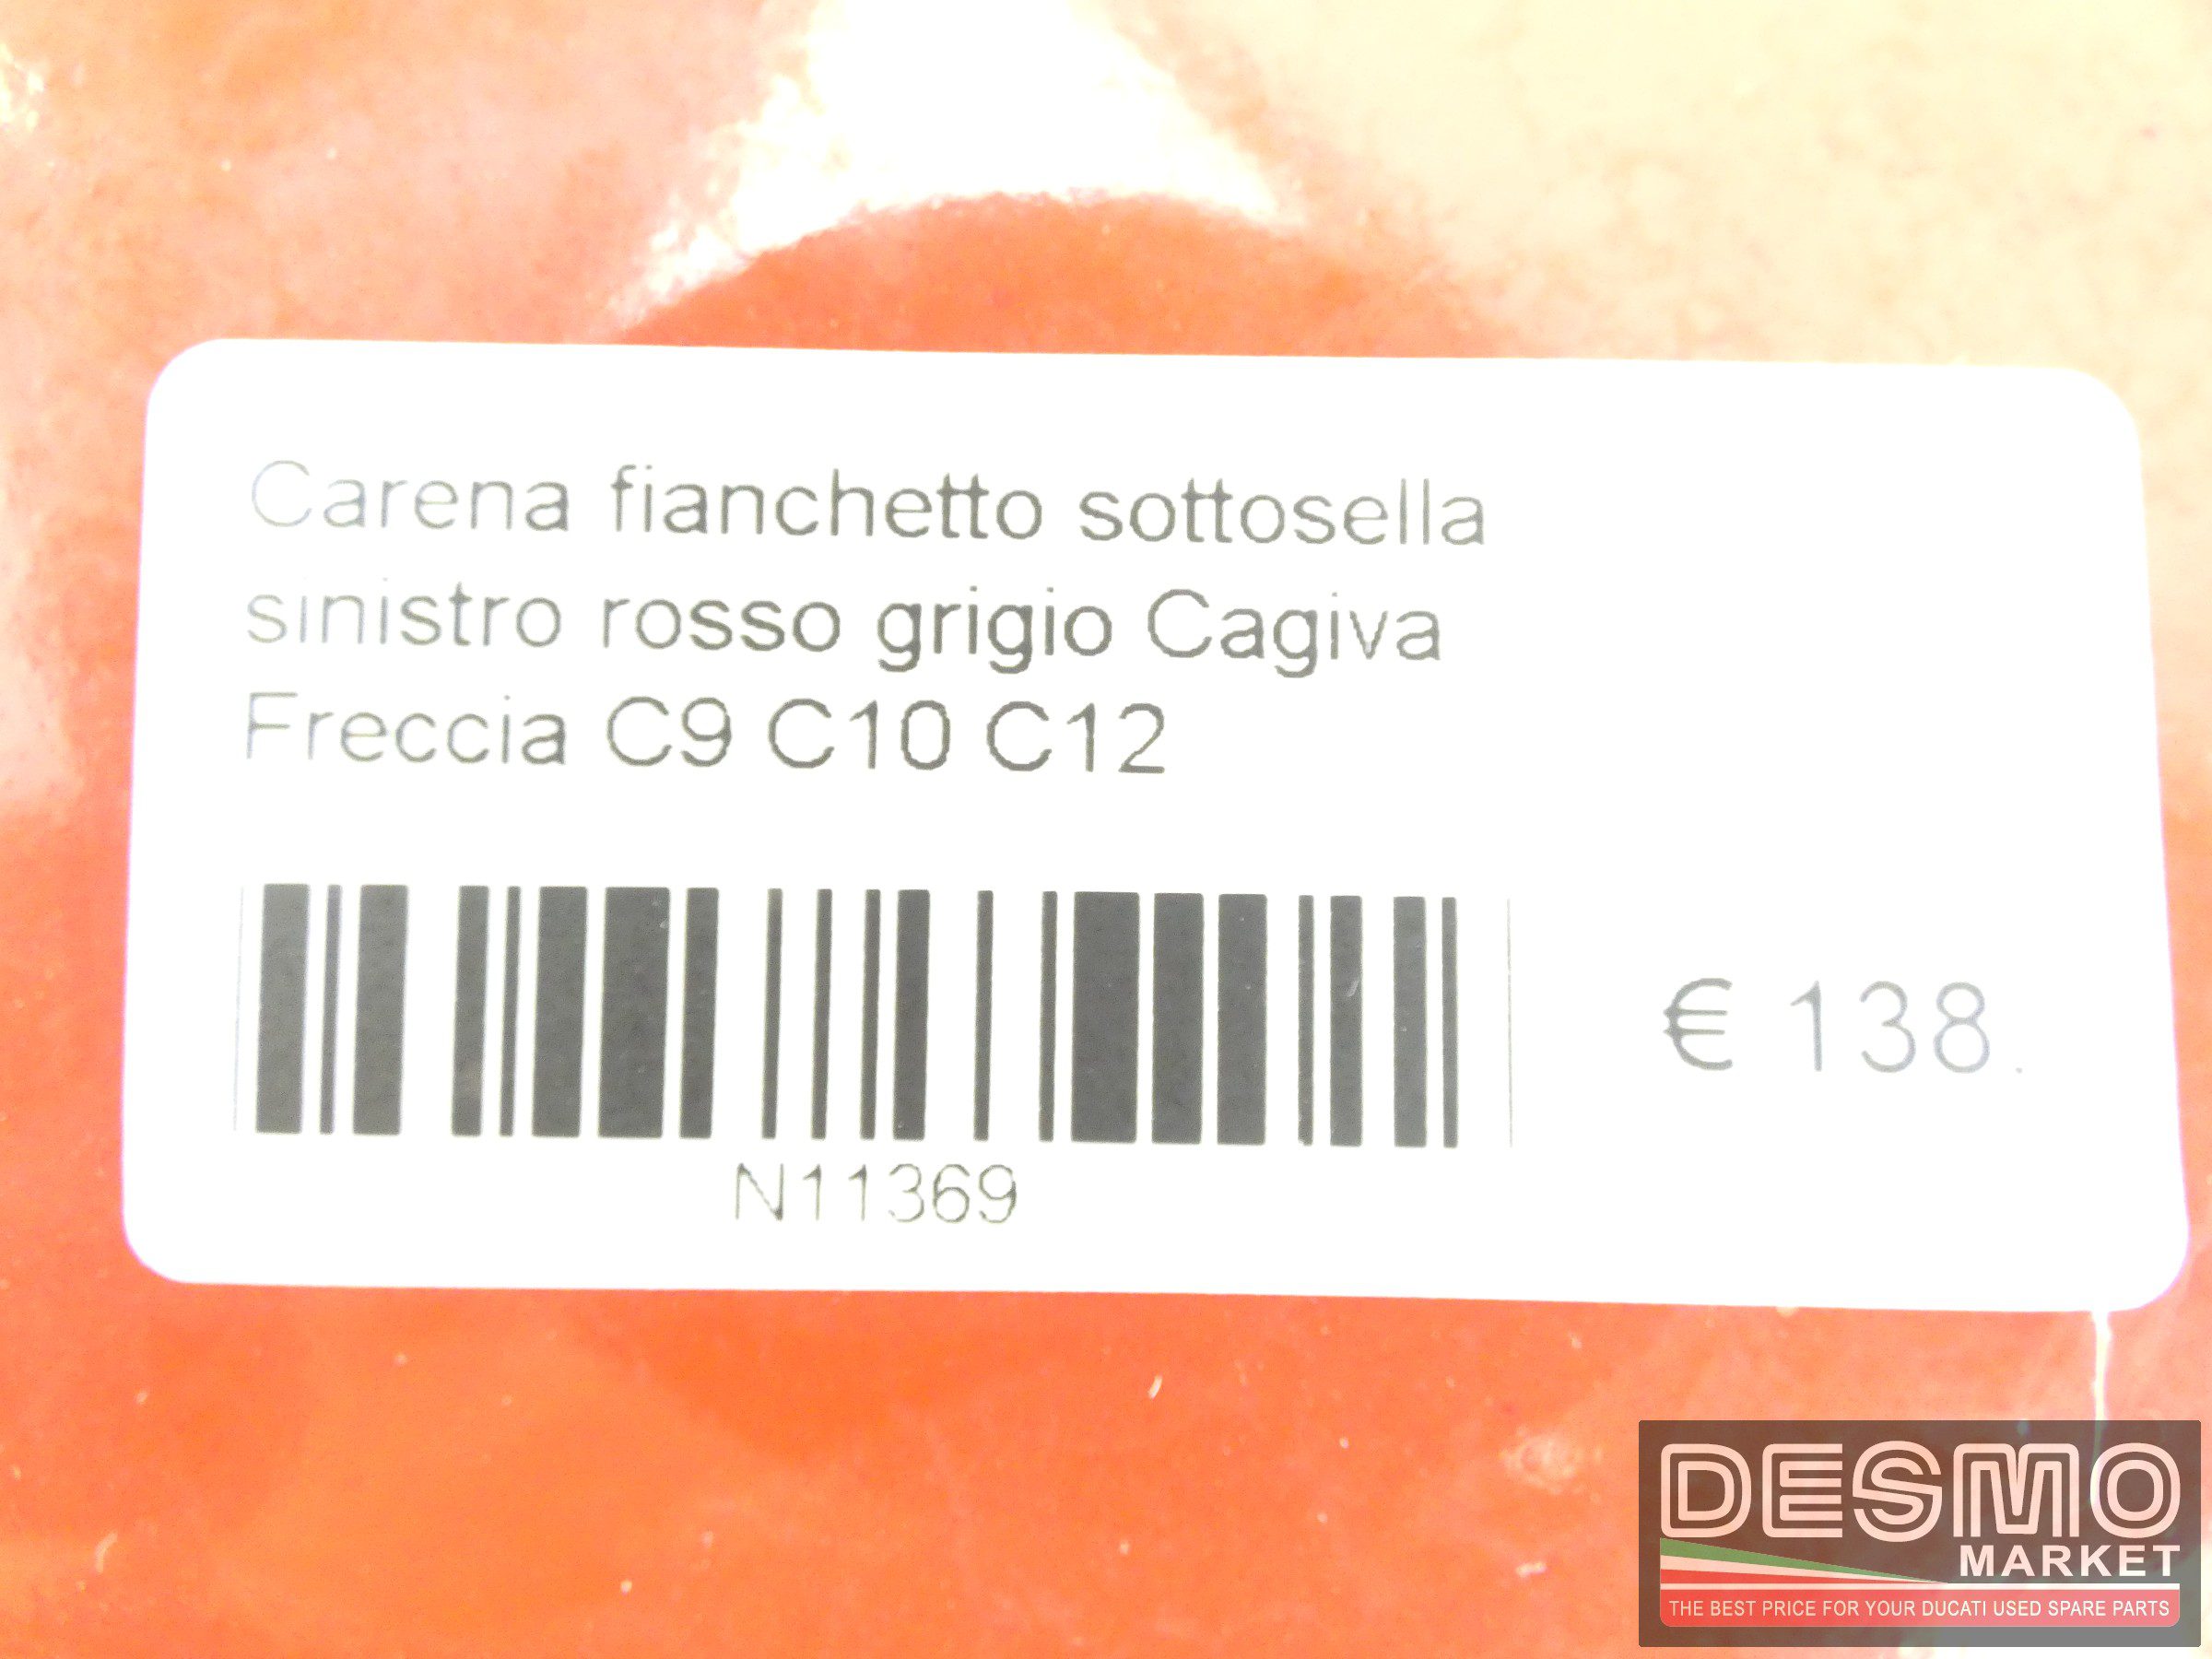 Carena fianchetto sottosella
sinistro rosso grigio Cagiva
Freccia C9 C10 C12
€ 138.
N11369
DESMO
MARKET
THE BEST PRICE FOR YOUR DUCATI USED SPARE PARTS